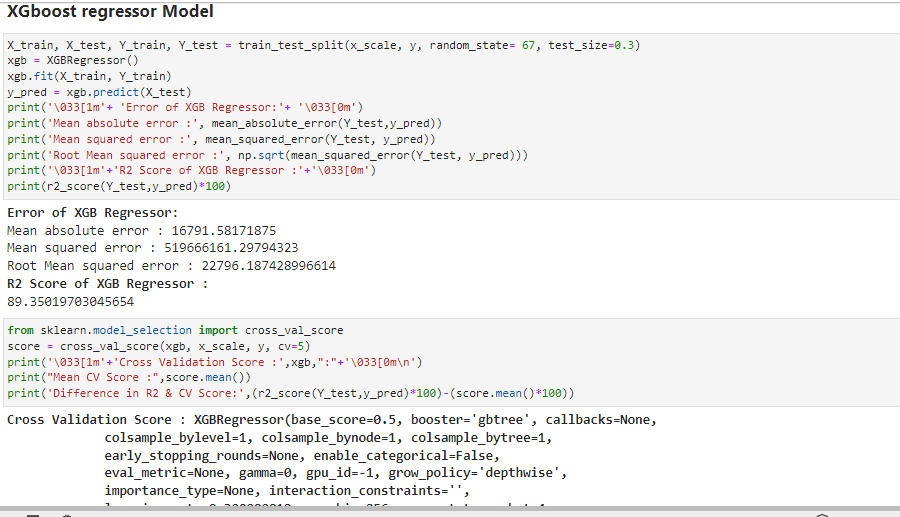 XGboost regressor Model
X_train, X_test, Y_train, Y_test = train_test_split(x_scale, y, random_state= 67, test_size=0.3)
xgb = XGBRegressor()
xgb.fit(X_train, Y_train)
y_pred = xgb.predict(X_test)
print('\033[1m'+ 'Error of XGB Regressor:'+ '\033[0m')
print('Mean absolute error :', mean_absolute_error(Y_test,y_pred))
print('Mean squared error :', mean_squared_error(Y_test, y_pred))
print('Root Mean squared error :', np.sqrt(mean_squared_error(Y_test, y_pred)))
print('\033[1m'+'R2 Score of XGB Regressor :'+'\033[0m')
print(r2_score(Y_test,y_pred)*100)
Error of XGB Regressor:
Mean absolute error : 16791.58171875
Mean squared error : 519666161.29794323
Root Mean squared error : 22796.187428996614
R2 Score of XGB Regressor :
89.35019703045654
from sklearn.model_selection import cross_val_score
score = cross_val_score(xgb, x_scale, y, cv=5)
print('\033[1m'+'Cross Validation Score :',xgb,":"+'\033[0m\n')
print("Mean CV Score :",score.mean())
print('Difference in R2 & CV Score:',(r2_score(Y_test,y_pred)*100)-(score.mean()*100))
Cross Validation Score : XGBRegressor(base_score=0.5, booster='gbtree', callbacks=None,
colsample_bylevel=1, colsample_bynode=1, colsample_bytree=1,
early_stopping_rounds=None, enable_categorical=False,
eval_metric=None, gamma=0, gpu_id=-1, grow_policy='depthwise',
importance_type=None, interaction_constraints='',